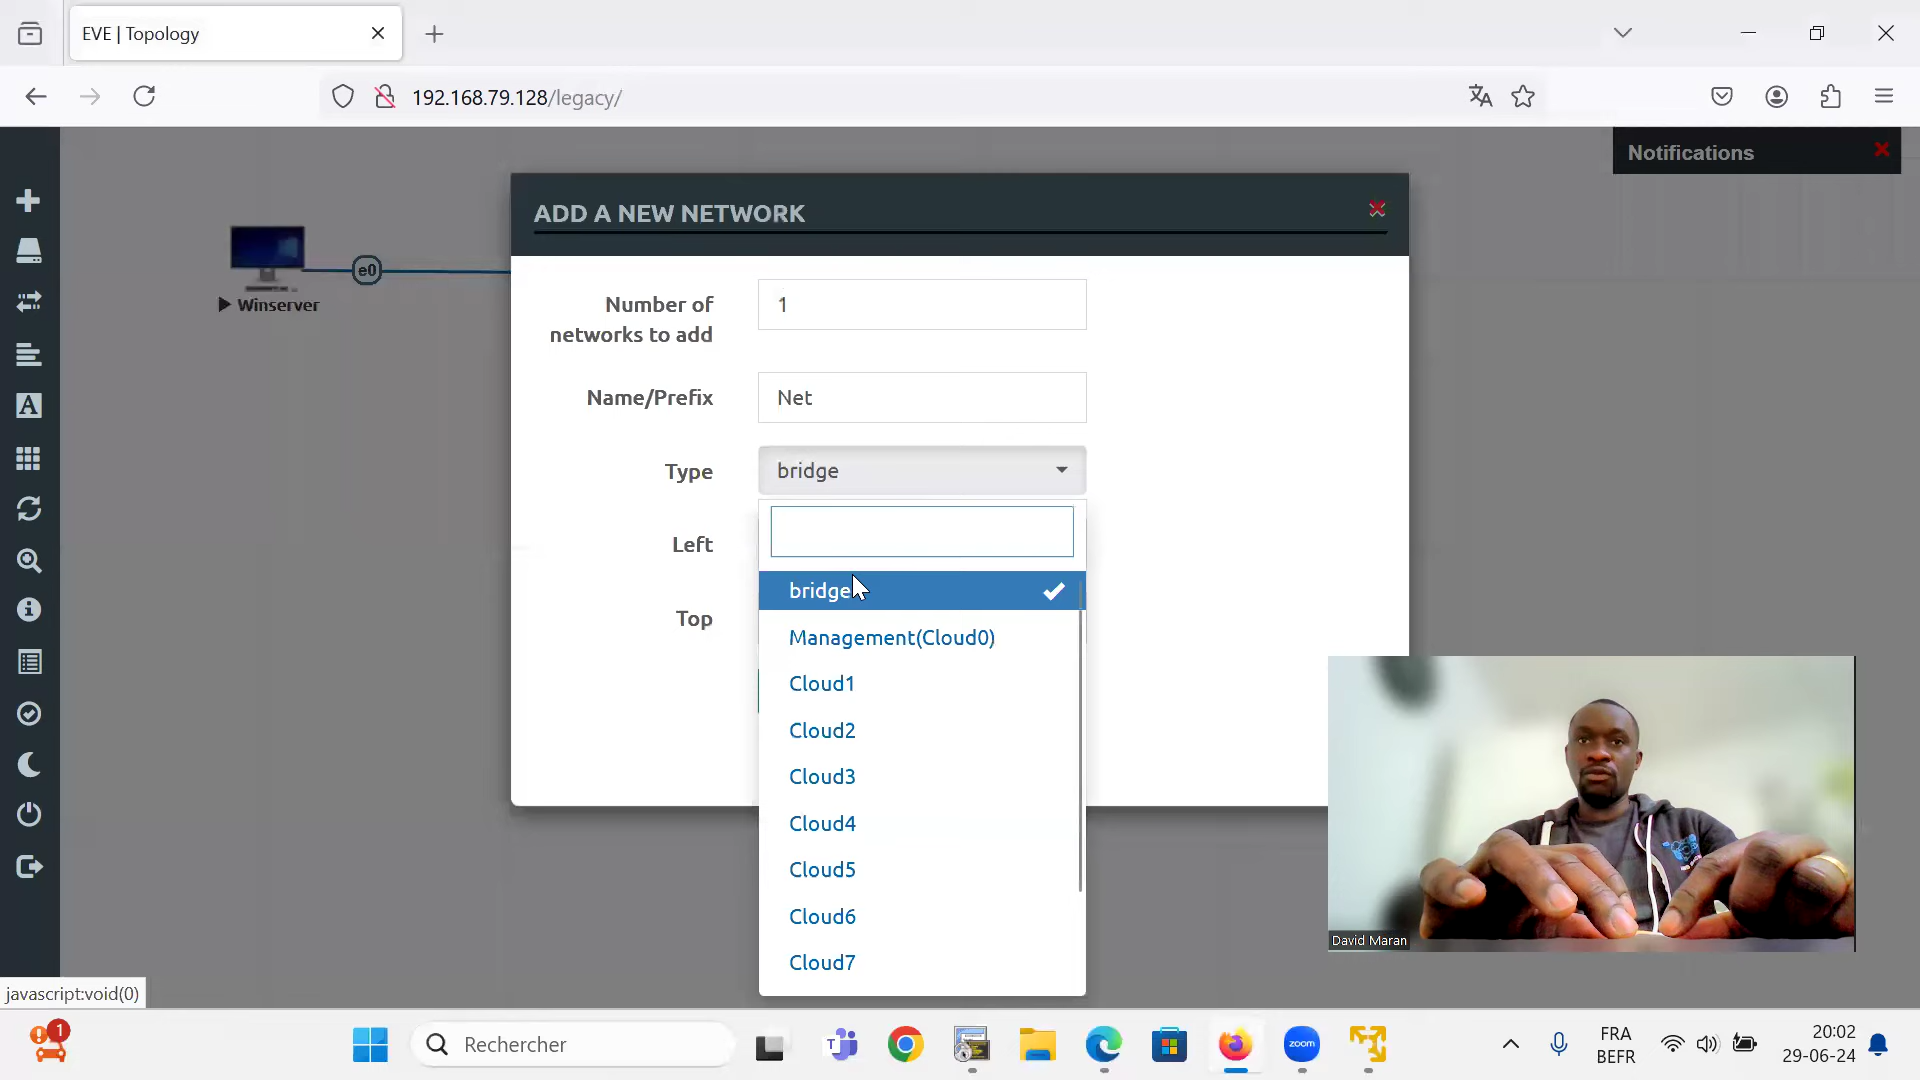 EVE | Topology
192.168.79.128/legacy/
Notifications
ADD A NEW NETWORK
e0
Winserver
Number of
networks to add
1
Name/Prefix
Net
Type
bridge
Left
bridge
Top
Management(Cloud0)
Cloud1
Cloud2
Cloud3
Cloud4
Cloud5
Cloud6
Cloud7
David Maran
javascript:void(0)
1
Rechercher
T
zoom
FRA
BEFR
20:02
29-06-24